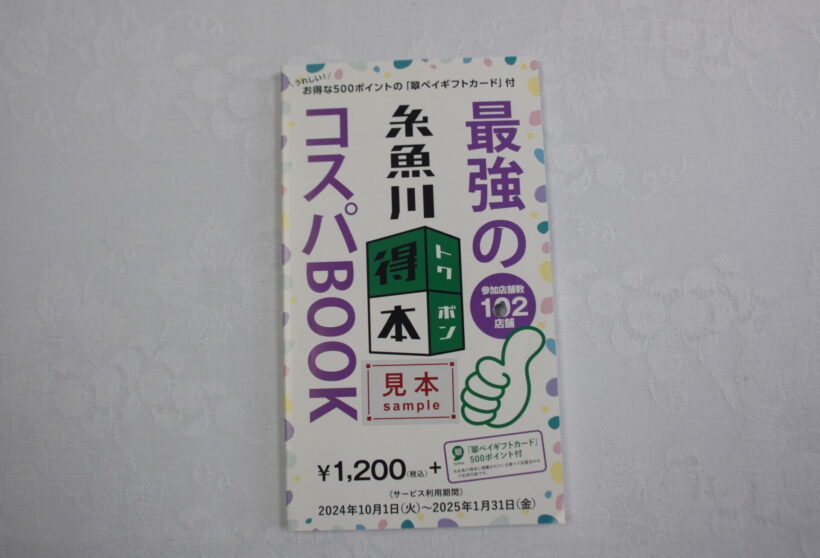 うれしい!
お得な500ポイントの「翠ペイギフトカード」付
最強の
コスパBOOK
糸魚川
得本
トクボン
参加店舗数
102
店舗
見本
sample
¥1,200(税込)+
翠
「翠ペイギフトカード」
500ポイント付
〈サービス利用期間〉
2024年10月1日(火)~2025年1月31日(金)